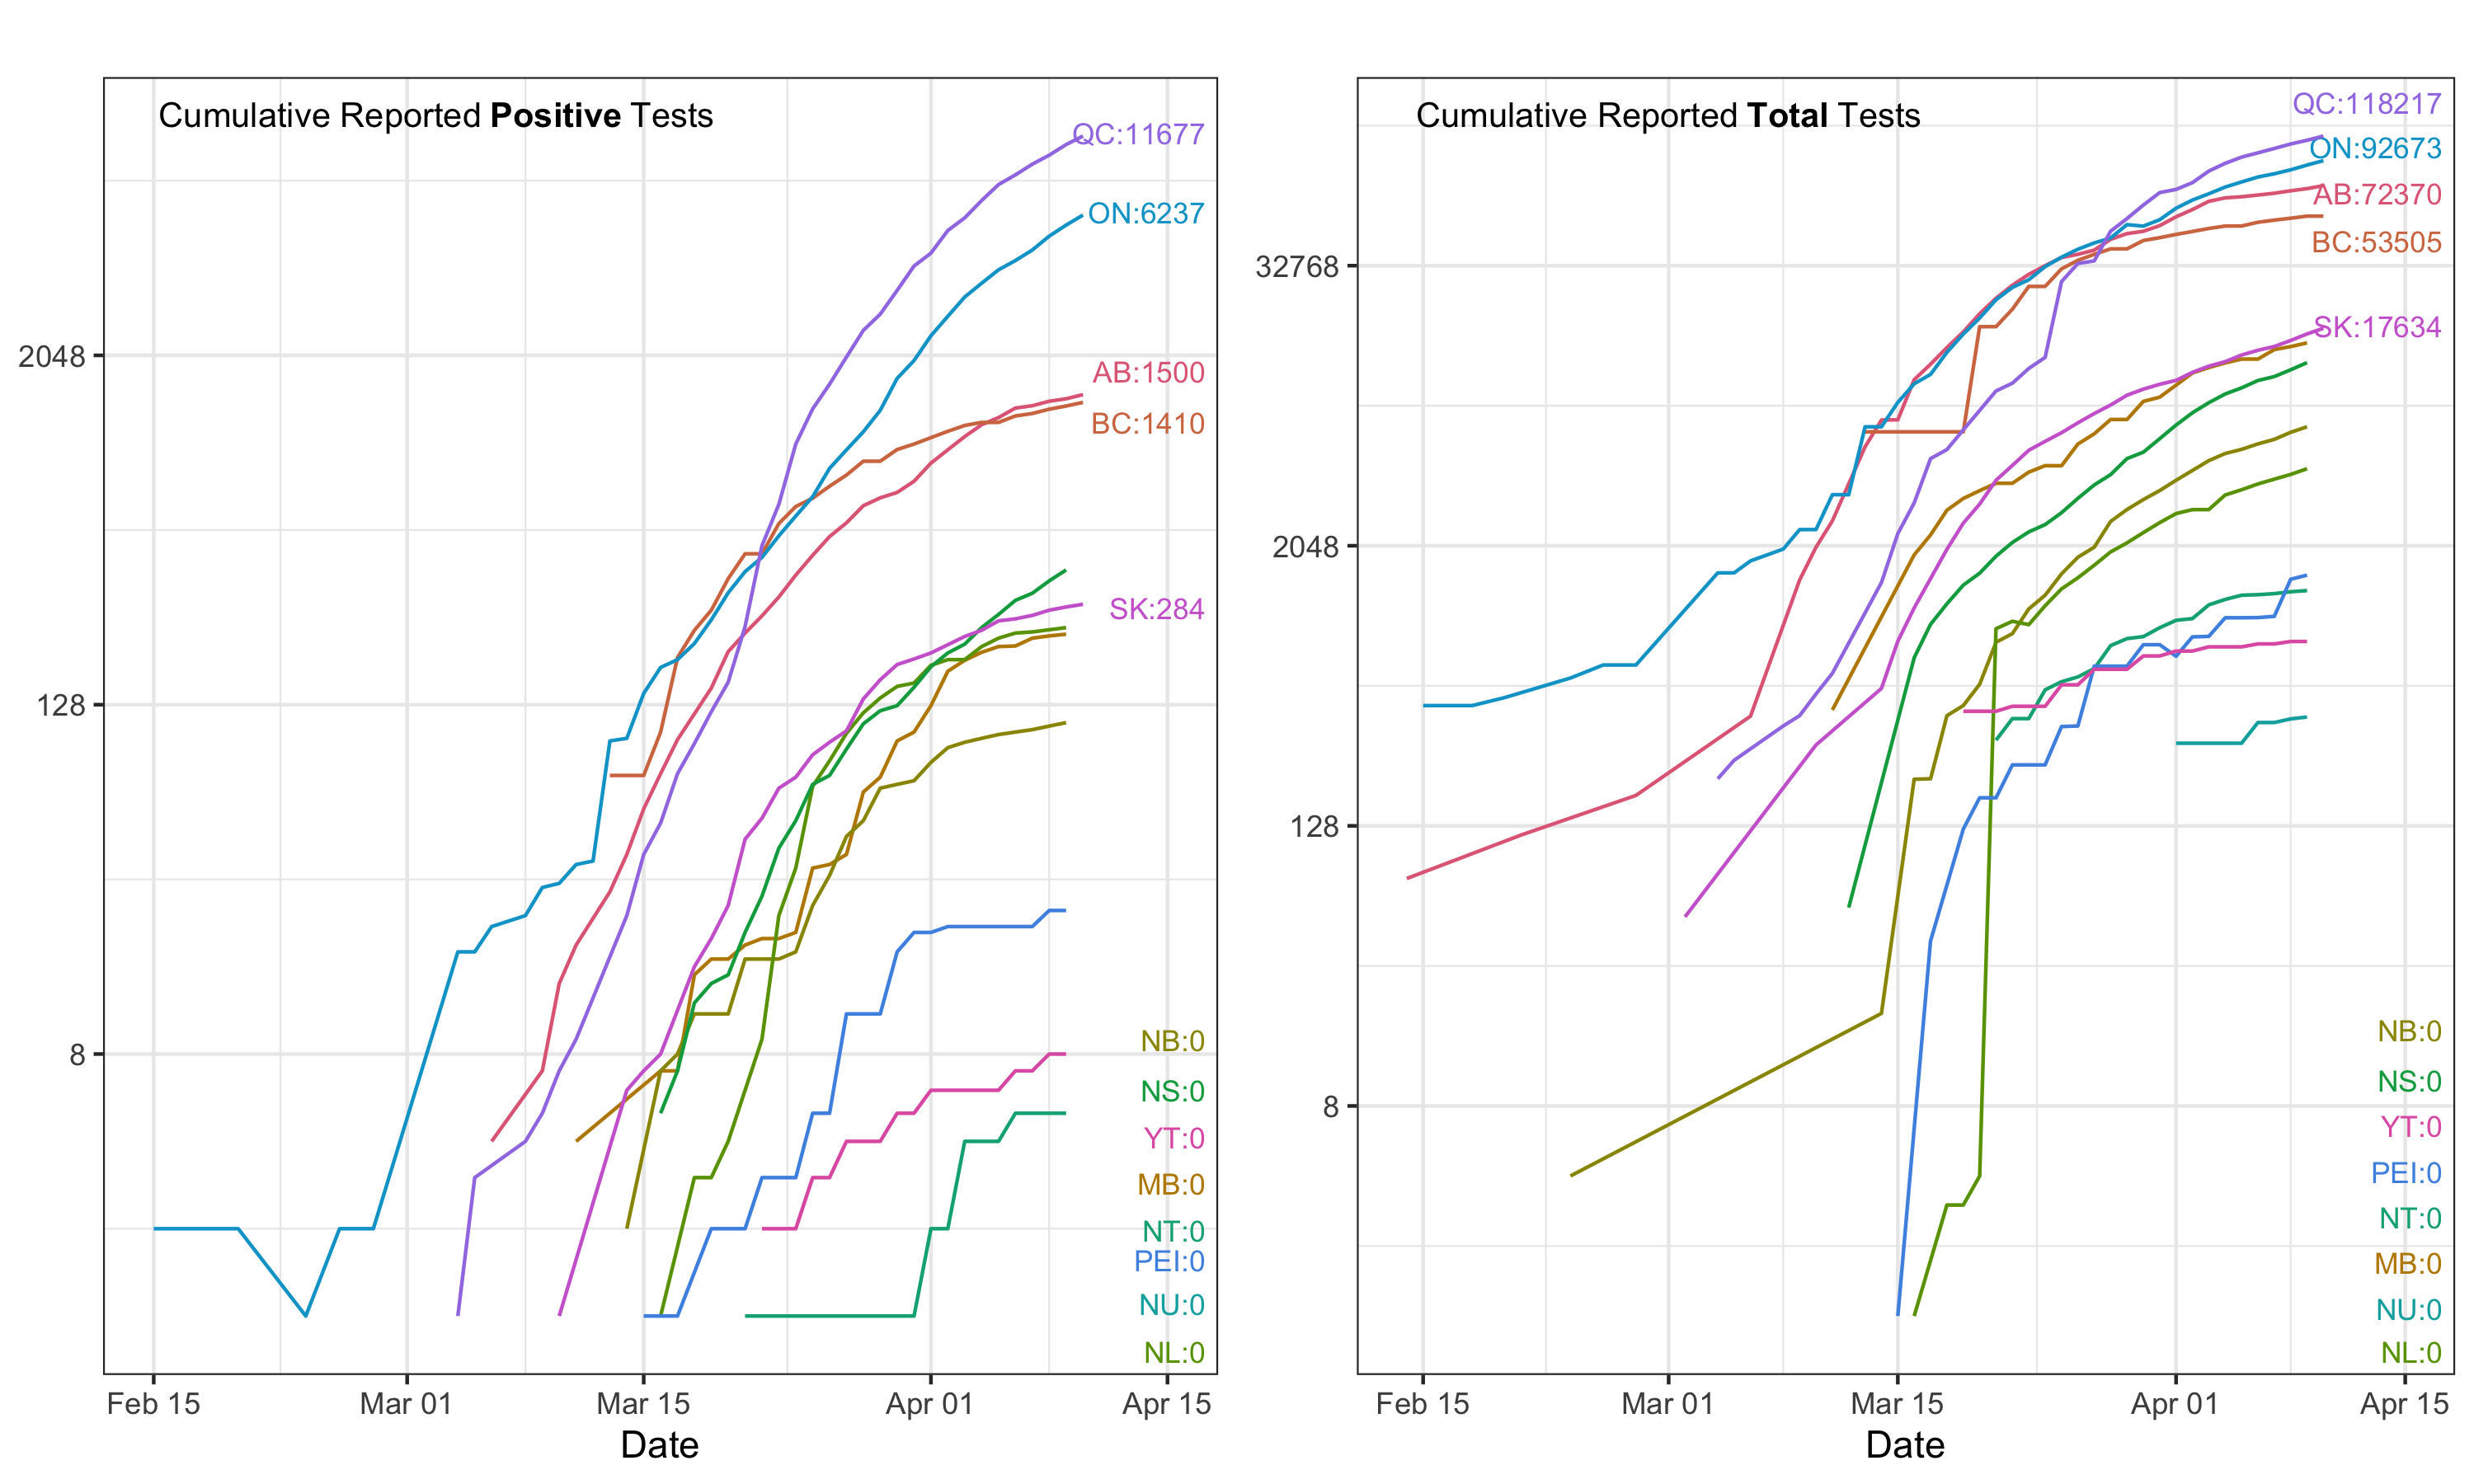 Cumulative Reported Positive Tests
QC:11677
ON:6237
2048
AB:1500
BC:1410
SK:284
128
NB:0
8
NS:0
YT:0
MB:0
NT:0
PEI:0
NU:0
NL:0
Feb 15 Mar 01 Mar 15 Apr 01 Apr 15
Date
Cumulative Reported Total Tests
QC:118217
ON:92673
AB:72370
BC:53505
32768
SK:17634
2048
128
NB:0
NS:0
8
YT:0
PEI:0
NT:0
MB:0
NU:0
NL:0
Feb 15 Mar 01 Mar 15 Apr 01 Apr 15
Date